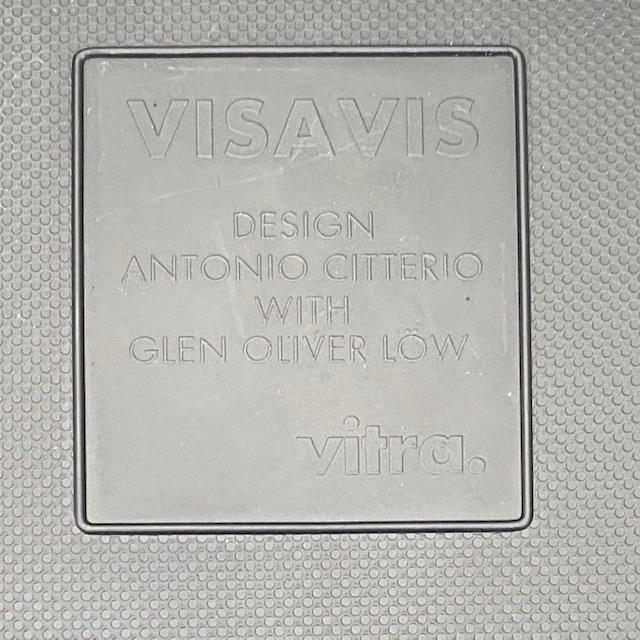 VISAVIS
DESIGN
ANTONIO CITTERIO
WITH
GLEN OLIVER LÖW
vitra.